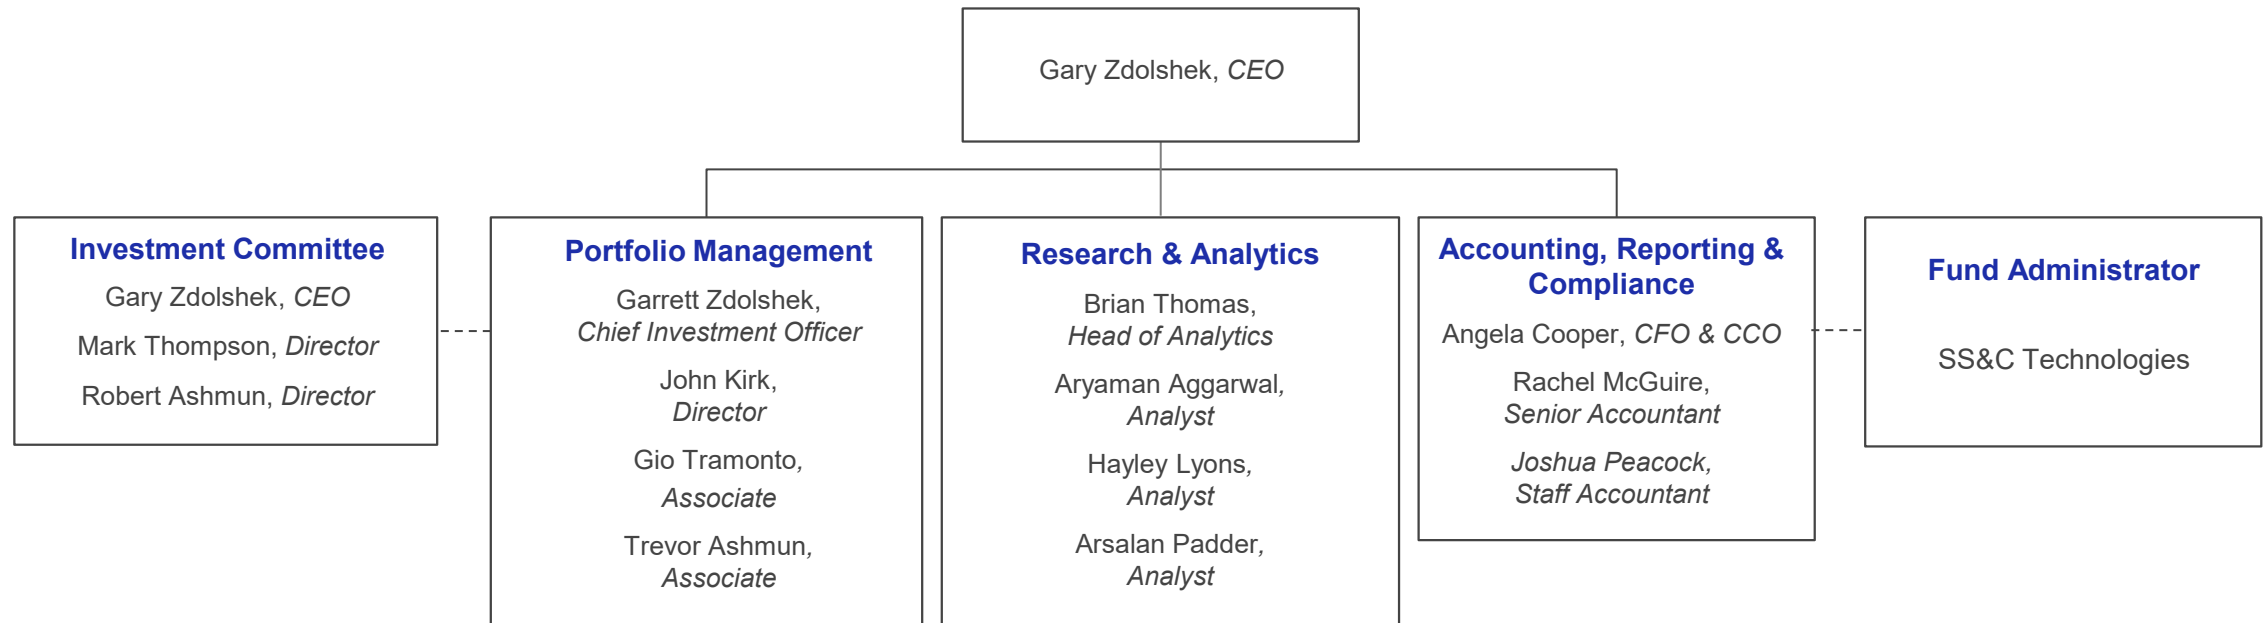 Gary Zdolshek, CEO
Investment Committee
Gary Zdolshek, CEO
Mark Thompson, Director
Robert Ashmun, Director
Portfolio Management
Garrett Zdolshek,
Chief Investment Officer
John Kirk,
Director
Gio Tramonto,
Associate
Trevor Ashmun,
Associate
Research & Analytics
Brian Thomas,
Head of Analytics
Aryaman Aggarwal,
Analyst
Hayley Lyons,
Analyst
Arsalan Padder,
Analyst
Accounting, Reporting &
Compliance
Angela Cooper, CFO & CCO
Rachel McGuire,
Senior Accountant
Joshua Peacock,
Staff Accountant
Fund Administrator
SS&C Technologies